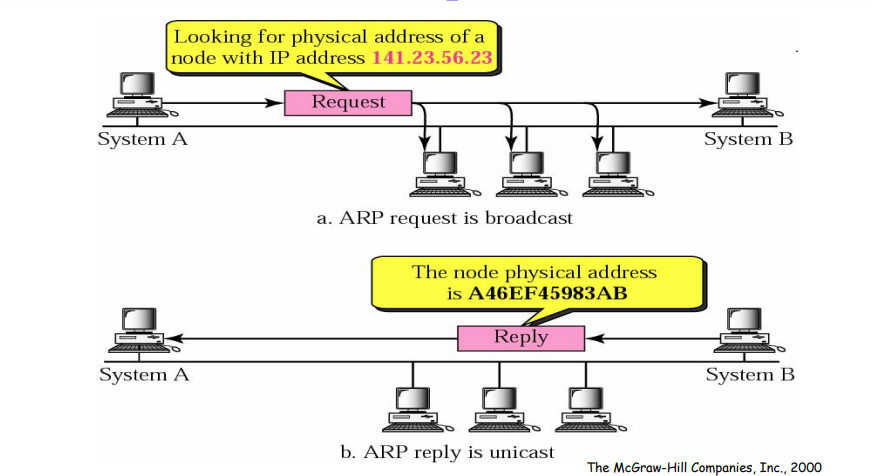 Looking for physical address of a
node with IP address 141.23.56.23
Request
System A
System B
a. ARP request is broadcast
The node physical address
is A46EF45983AB
Reply
System A
System B
b. ARP reply is unicast
The McGraw-Hill Companies, Inc., 2000